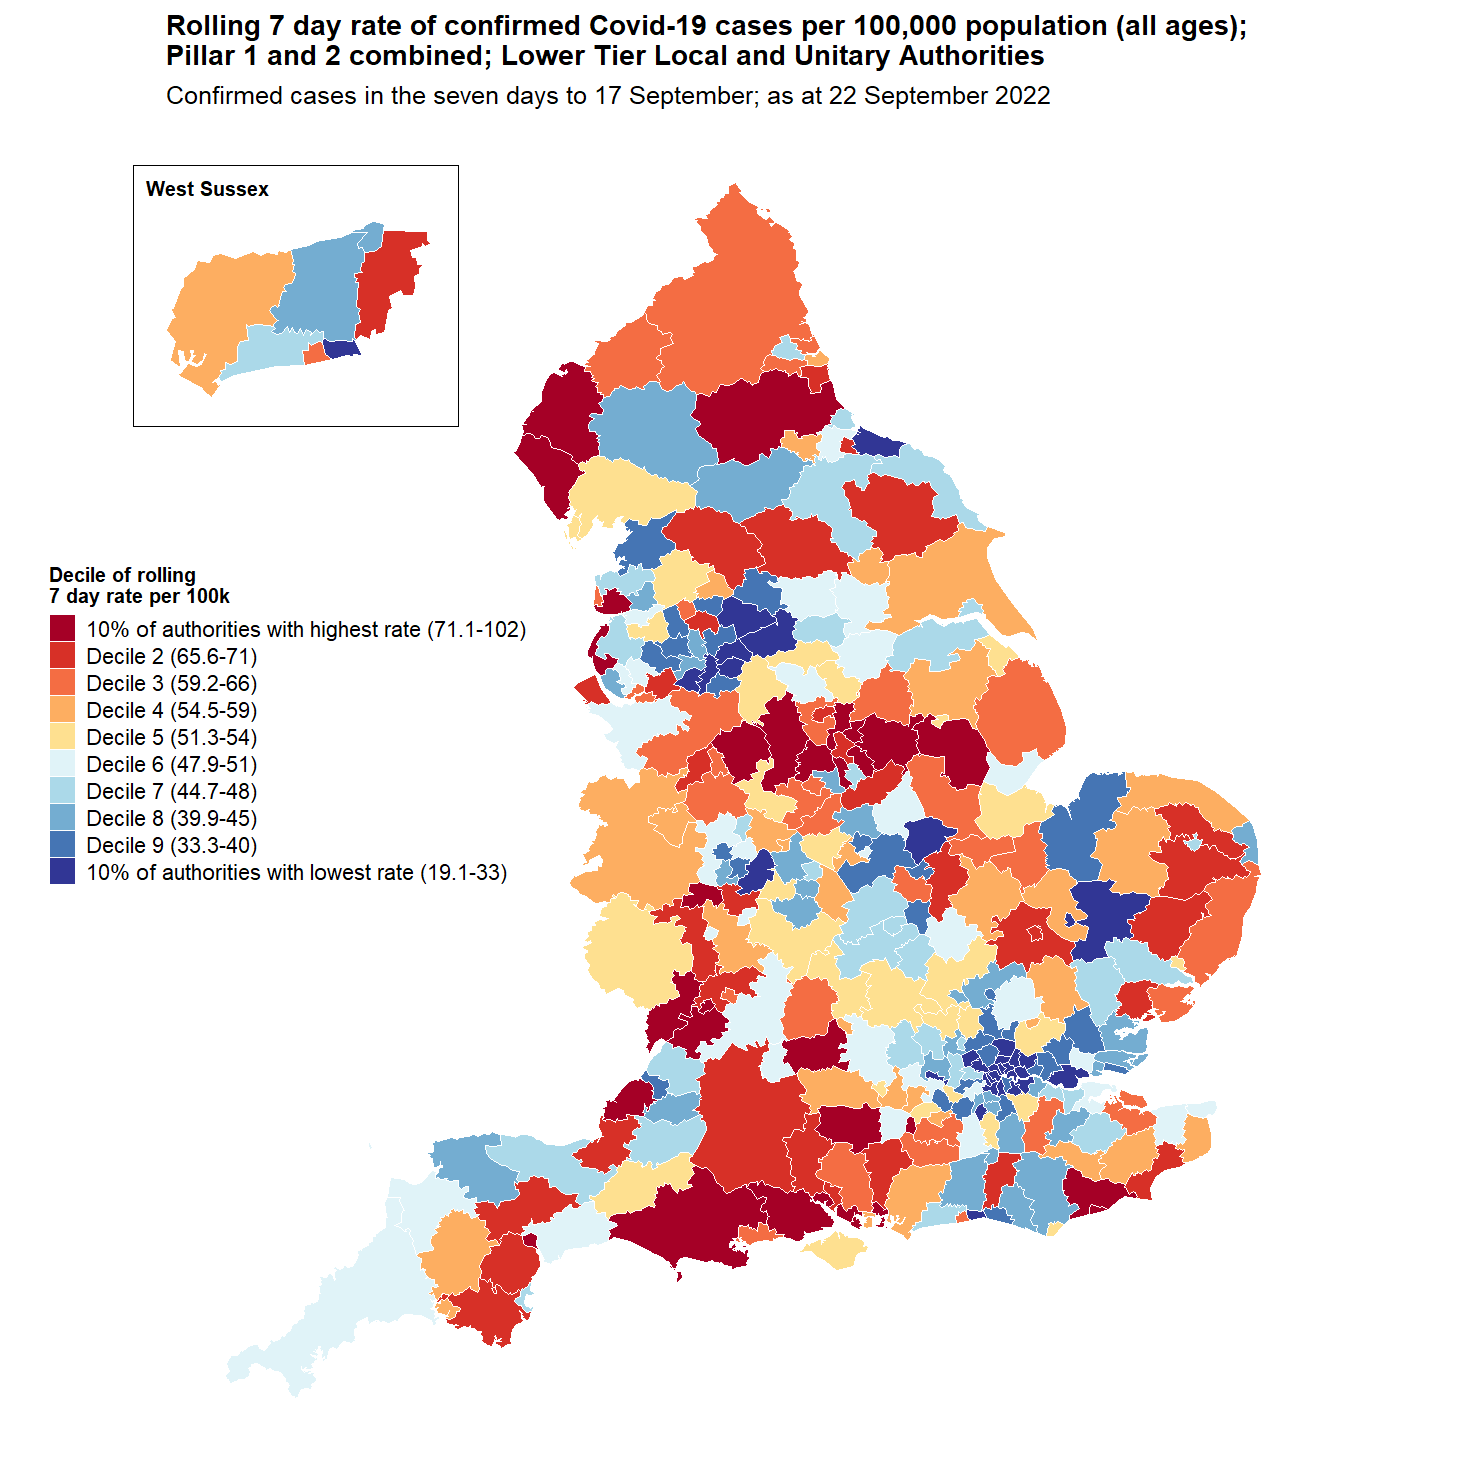 Rolling 7 day rate of confirmed Covid-19 cases per 100,000 population (all ages);
Pillar 1 and 2 combined; Lower Tier Local and Unitary Authorities
Confirmed cases in the seven days to 17 September; as at 22 September 2022
West Sussex
Decile of rolling
7 day rate per 100k
10% of authorities with highest rate (71.1-102)
Decile 2 (65.6-71)
Decile 3 (59.2-66)
Decile 4 (54.5-59)
Decile 5 (51.3-54)
Decile 6 (47.9-51)
Decile 7 (44.7-48)
Decile 8 (39.9-45)
Decile 9 (33.3-40)
10% of authorities with lowest rate (19.1-33)